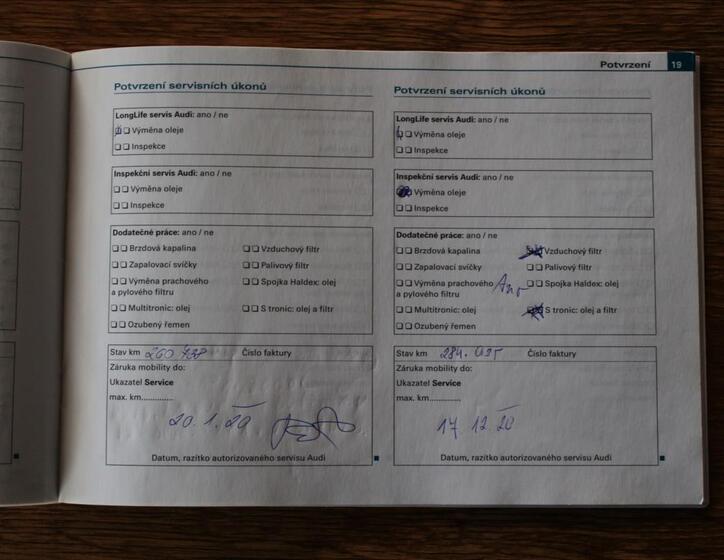 Potvrzení 19
Potvrzení servisních úkonů
LongLife servis Audi: ano / ne
Výměna oleje
Inspekce
Inspekční servis Audi: ano / ne
Výměna oleje
Inspekce
Dodatečné práce: ano / ne
Brzdová kapalina Vzduchový filtr
Zapalovací svíčky Palivový filtr
Výměna prachového Spojka Haldex: olej
a pylového filtru
Multitronic: olej S tronic: olej a filtr
Ozubený řemen
Stav km Číslo faktury
Záruka mobility do:
Ukazatel Service
max. km..............
20. 1. 20
Datum, razítko autorizovaného servisu Audi
Potvrzení servisních úkonů
LongLife servis Audi: ano / ne
Výměna oleje
Inspekce
Inspekční servis Audi: ano / ne
Výměna oleje
Inspekce
Dodatečné práce: ano / ne
Brzdová kapalina Vzduchový filtr
Zapalovací svíčky Palivový filtr
Výměna prachového Ano Spojka Haldex: olej
a pylového filtru
Multitronic: olej S tronic: olej a filtr
Ozubený řemen
Stav km Číslo faktury
Záruka mobility do:
Ukazatel Service
max. km..............
17 12 20
Datum, razítko autorizovaného servisu Audi